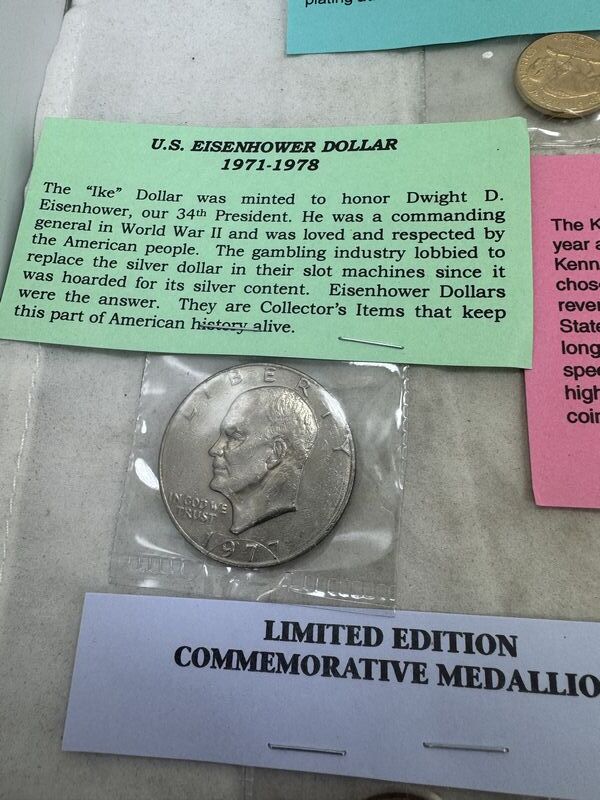 plating
U.S. EISENHOWER DOLLAR
1971-1978
The "Ike" Dollar was minted to honor Dwight D.
Eisenhower, our 34th President. He was a commanding
general in World War II and was loved and respected by
the American people. The gambling industry lobbied to
replace the silver dollar in their slot machines since it
was hoarded for its silver content. Eisenhower Dollars
were the answer. They are Collector's Items that keep
this part of American history alive.
The K
year a
Kenn
chos
rever
State
long
spee
high
coin
LIBERTY
IN GOD WE
TRUST
1977
LIMITED EDITION
COMMEMORATIVE MEDALLIO